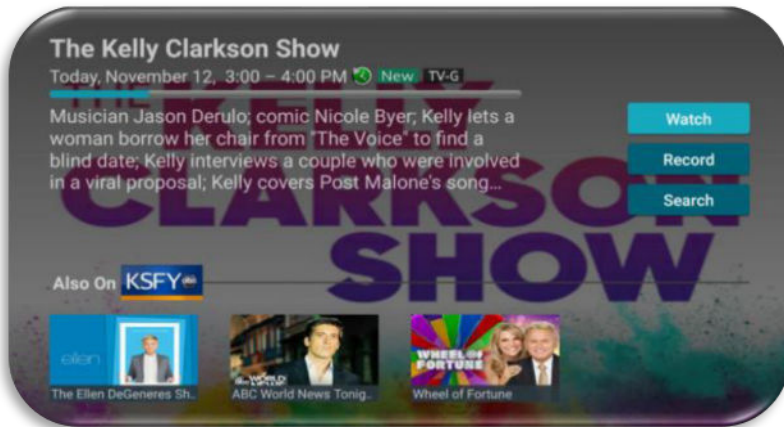 The Kelly Clarkson Show
Today, November 12, 3:00 – 4:00 PM New TV-G
Musician Jason Derulo; comic Nicole Byer; Kelly lets a
woman borrow her chair from "The Voice" to find a
blind date; Kelly interviews a couple who were involved
in a viral proposal; Kelly covers Post Malone's song...
Watch
Record
Search
THE
KELLY
CLARKSON
SHOW
Also On KSFY
ellen
WORLD
WHEEL OF
FORTUNE
The Ellen DeGeneres Sh..
ABC World News Tonig..
Wheel of Fortune